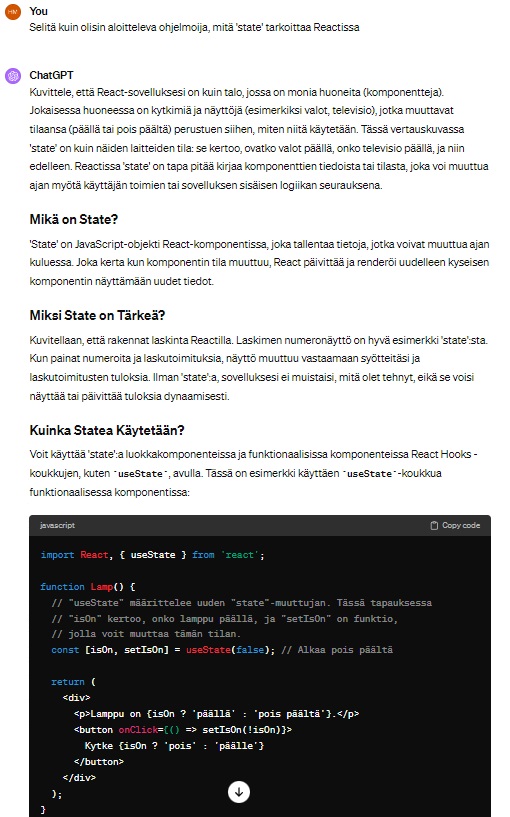 HM
You
Selitä kuin olisin aloitteleva ohjelmoija, mitä 'state' tarkoittaa Reactissa
ChatGPT
Kuvittele, että React-sovelluksesi on kuin talo, jossa on monia huoneita (komponentteja).
Jokaisessa huoneessa on kytkimiä ja näyttöjä (esimerkiksi valot, televisio), jotka muuttavat
tilaansa (päällä tai pois päältä) perustuen siihen, miten niitä käytetään. Tässä vertauskuvassa
'state' on kuin näiden laitteiden tila: se kertoo, ovatko valot päällä, onko televisio päällä, ja niin
edelleen. Reactissa 'state' on tapa pitää kirjaa komponenttien tiedoista tai tilasta, joka voi muuttua
ajan myötä käyttäjän toimien tai sovelluksen sisäisen logiikan seurauksena.
Mikä on State?
'State' on JavaScript-objekti React-komponentissa, joka tallentaa tietoja, jotka voivat muuttua ajan
kuluessa. Joka kerta kun komponentin tila muuttuu, React päivittää ja renderöi uudelleen kyseisen
komponentin näyttämään uudet tiedot.
Miksi State on Tärkeä?
Kuvitellaan, että rakennat laskinta Reactilla. Laskimen numeronäyttö on hyvä esimerkki 'state':sta.
Kun painat numeroita ja laskutoimituksia, näyttö muuttuu vastaamaan syötteitäsi ja
laskutoimitusten tuloksia. Ilman 'state':a, sovelluksesi ei muistaisi, mitä olet tehnyt, eikä se voisi
näyttää tai päivittää tuloksia dynaamisesti.
Kuinka Statea Käytetään?
Voit käyttää 'state':a luokkakomponenteissa ja funktionaalisissa komponenteissa React Hooks -
koukkujen, kuten `useState`, avulla. Tässä on esimerkki käyttäen `useState`-koukkua
funktionaalisessa komponentissa:
javascript Copy code
import React, { useState } from 'react';
function Lamp() {
// "useState" määrittelee uuden "state"-muuttujan. Tässä tapauksessa
// "isOn" kertoo, onko lamppu päällä, ja "setIsOn" on funktio,
// jolla voit muuttaa tämän tilan.
const [isOn, setIsOn] = useState(false); // Alkaa pois päältä
return (
<div>
<p>Lamppu on {isOn ? 'päällä' : 'pois päältä'}.</p>
<button onClick={() => setIsOn(!isOn)}>
Kytke {isOn ? 'pois' : 'päälle'}
</button>
</div>
);
}